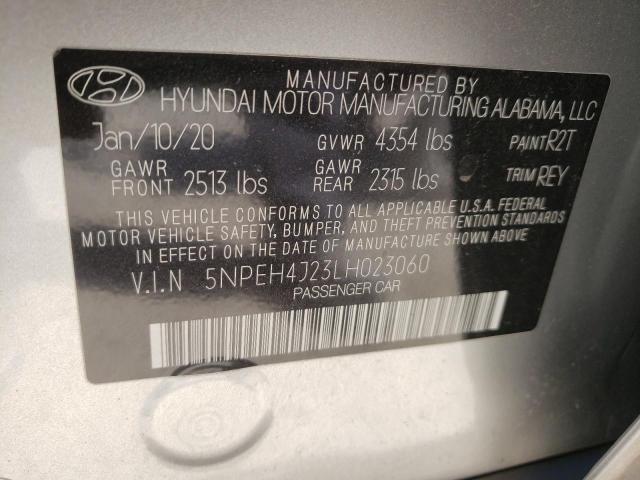 MANUFACTURED BY
HYUNDAI MOTOR MANUFACTURING ALABAMA, LLC
Jan/10/20 GVWR 4354 lbs PAINT R2T
GAWR FRONT 2513 lbs GAWR REAR 2315 lbs TRIM REY
THIS VEHICLE CONFORMS TO ALL APPLICABLE U.S.A. FEDERAL
MOTOR VEHICLE SAFETY, BUMPER, AND THEFT PREVENTION STANDARDS
IN EFFECT ON THE DATE OF MANUFACTURE SHOWN ABOVE
V.I.N 5NPEH4J23LH023060
PASSENGER CAR